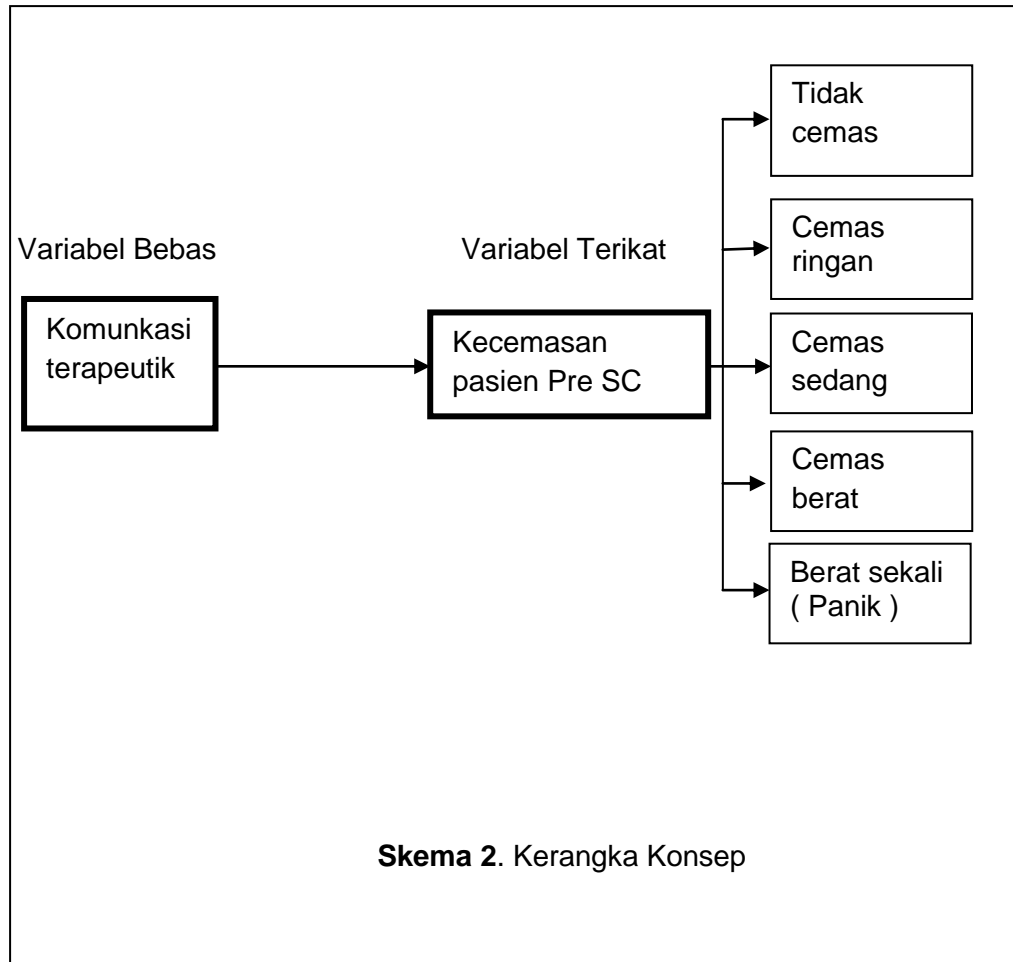 Variabel Bebas
Komunkasi
terapeutik
Variabel Terikat
Kecemasan
pasien Pre SC
Tidak
cemas
Cemas
ringan
Cemas
sedang
Cemas
berat
Berat sekali
( Panik )
Skema 2. Kerangka Konsep